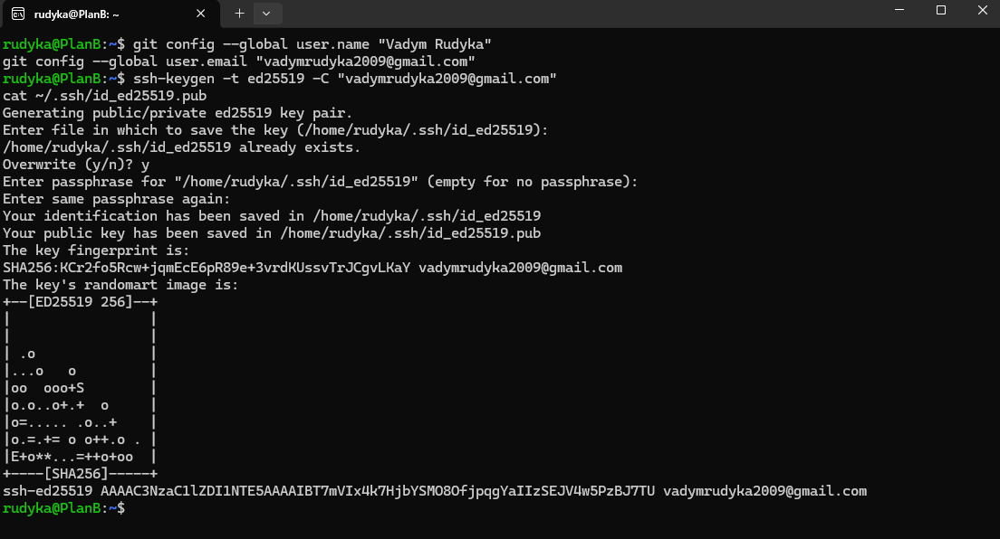 rudyka@PlanB: ~
rudyka@PlanB:~$ git config --global user.name "Vadym Rudyka"
git config --global user.email "vadymrudyka2009@gmail.com"
rudyka@PlanB:~$ ssh-keygen -t ed25519 -C "vadymrudyka2009@gmail.com"
cat ~/.ssh/id_ed25519.pub
Generating public/private ed25519 key pair.
Enter file in which to save the key (/home/rudyka/.ssh/id_ed25519):
/home/rudyka/.ssh/id_ed25519 already exists.
Overwrite (y/n)? y
Enter passphrase for "/home/rudyka/.ssh/id_ed25519" (empty for no passphrase):
Enter same passphrase again:
Your identification has been saved in /home/rudyka/.ssh/id_ed25519
Your public key has been saved in /home/rudyka/.ssh/id_ed25519.pub
The key fingerprint is:
SHA256:KCr2fo5Rcw+jqmEcE6pR89e+3vrdKUssvTrJCgvLKaY vadymrudyka2009@gmail.com
The key's randomart image is:
+--[ED25519 256]--+
|                 |
|                 |
| .o              |
|...o   o         |
|oo  ooo+S        |
|o.o..o+.+  o     |
|o=..... .o..+    |
|o.=.+= o o++.o . |
|E+o**...=++o+oo  |
+----[SHA256]-----+
ssh-ed25519 AAAAC3NzaC1lZDI1NTE5AAAAIBT7mVIx4k7HjbYSMO8OfjpqgYaIIzSEJV4w5PzBJ7TU vadymrudyka2009@gmail.com
rudyka@PlanB:~$